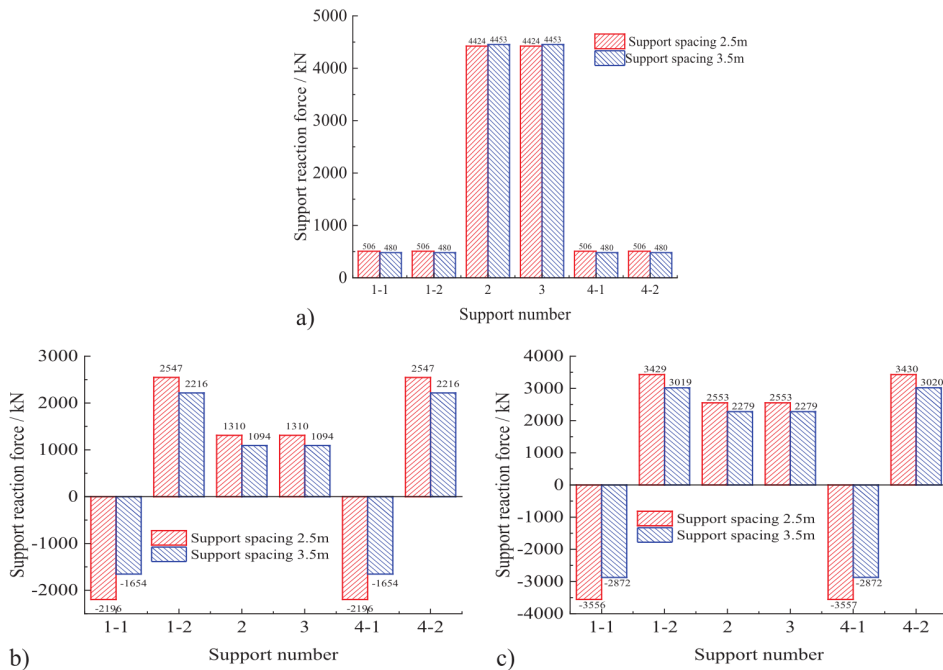 5000
4000
3000
2000
1000
0
Support reaction force / kN
506 480 506 480 4424 4453 4424 4453 506 480 506 480
Support spacing 2.5m
Support spacing 3.5m
1-1 1-2 2 3 4-1 4-2
Support number
a)
3000
2000
1000
0
-1000
-2000
Support reaction force / kN
2547 2216 1310 1094 1310 1094 2547 2216
-2196 -1654 -2196 -1654
Support spacing 2.5m
Support spacing 3.5m
1-1 1-2 2 3 4-1 4-2
Support number
b)
4000
3000
2000
1000
0
-1000
-2000
-3000
-4000
Support reaction force / kN
3429 3019 2553 2279 2553 2279 3430 3020
-3556 -2872 -3557 -2872
Support spacing 2.5m
Support spacing 3.5m
1-1 1-2 2 3 4-1 4-2
Support number
c)